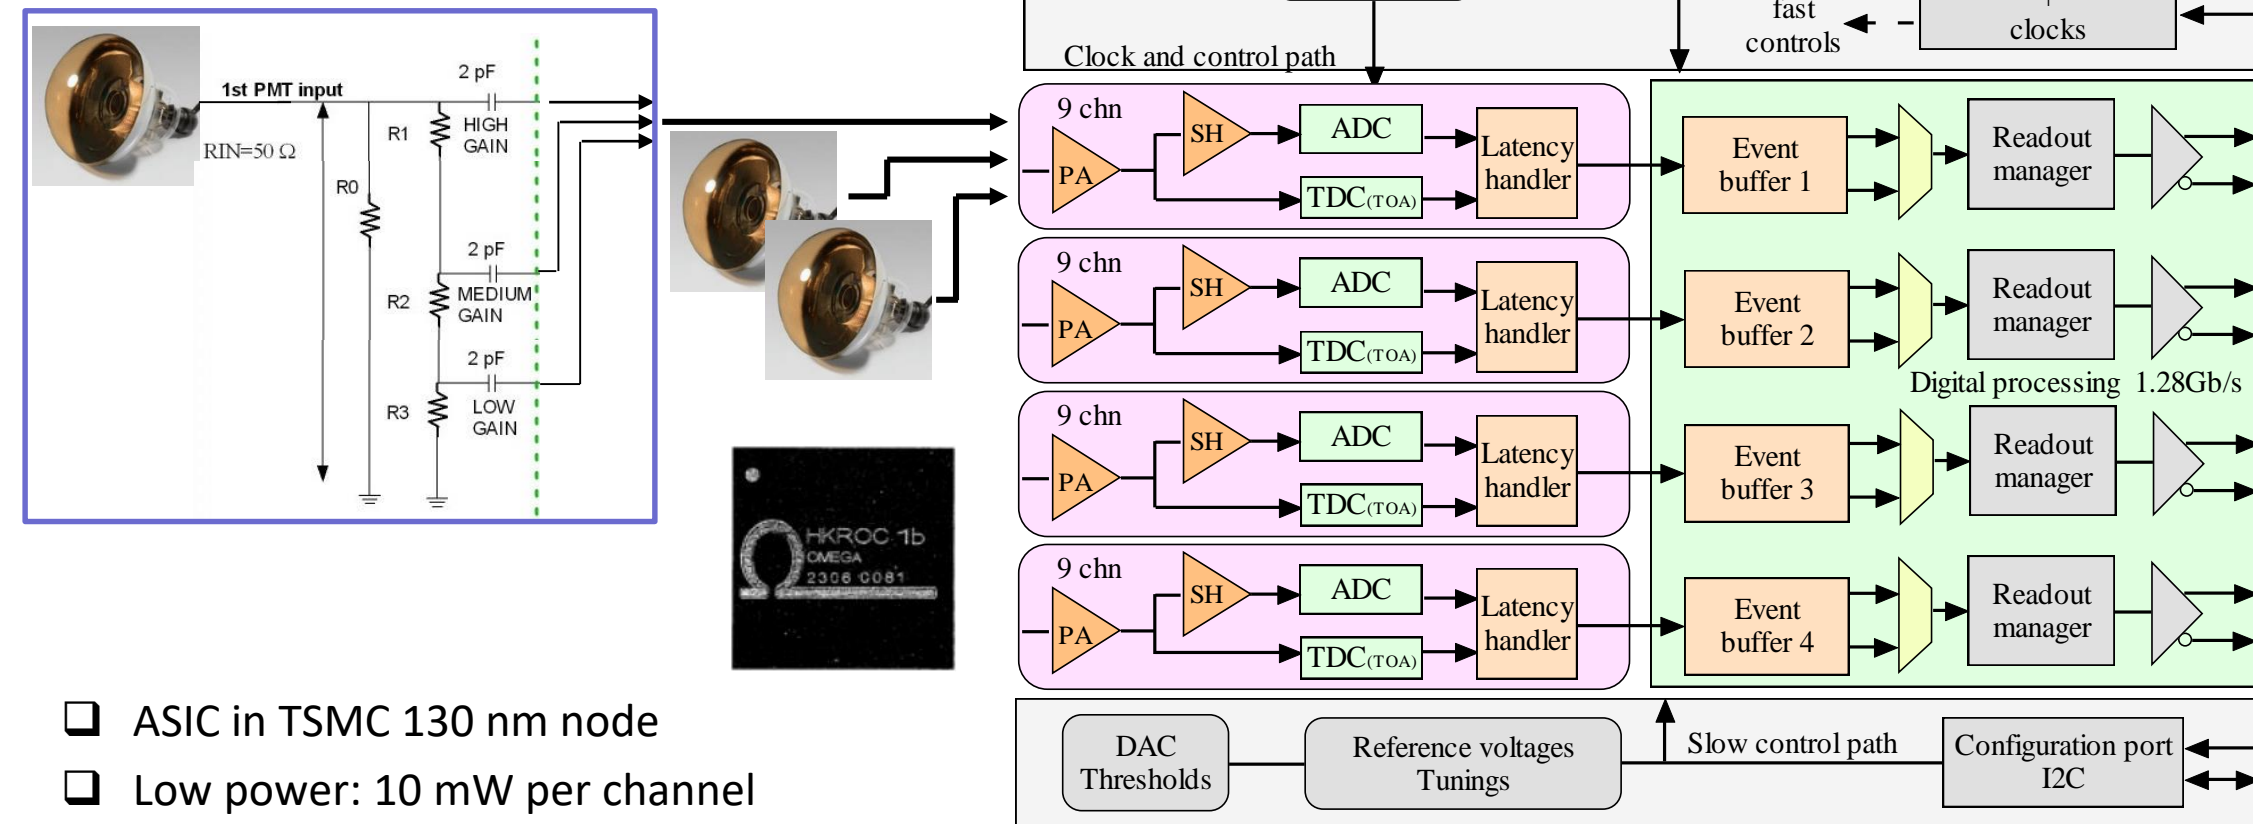 1st PMT input
RIN=50 Ω
R0
R1
2 pF
HIGH
GAIN
2 pF
R2
MEDIUM
GAIN
2 pF
R3
LOW
GAIN
HKROC 1b
OMEGA
2306 0081
❑ ASIC in TSMC 130 nm node
❑ Low power: 10 mW per channel
Clock and control path
fast
controls
clocks
9 chn
PA
SH
ADC
TDC(TOA)
Latency
handler
Event
buffer 1
Readout
manager
9 chn
PA
SH
ADC
TDC(TOA)
Latency
handler
Event
buffer 2
Readout
manager
Digital processing 1.28Gb/s
9 chn
PA
SH
ADC
TDC(TOA)
Latency
handler
Event
buffer 3
Readout
manager
9 chn
PA
SH
ADC
TDC(TOA)
Latency
handler
Event
buffer 4
Readout
manager
DAC
Thresholds
Reference voltages
Tunings
Slow control path
Configuration port
I2C